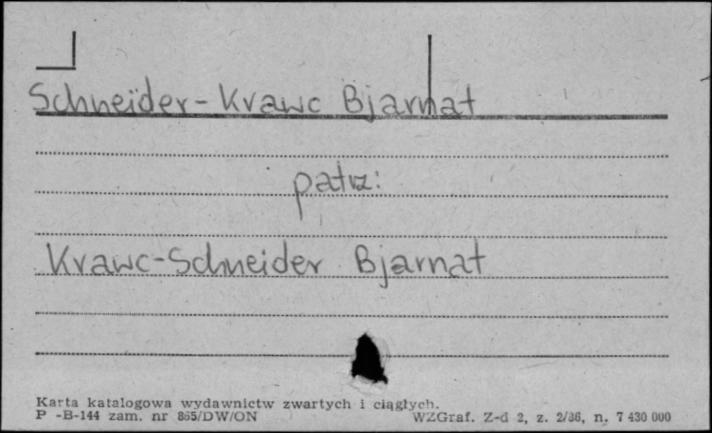 Schneider-Krawc Bjarnat
patrz:
Krawc-Schneider Bjarnat
Karta katalogowa wydawnictw zwartych i ciągłych.
P -B-144 zam. nr 865/DW/ON WZGraf. Z-d 2, z. 2/86, n. 7 430 000